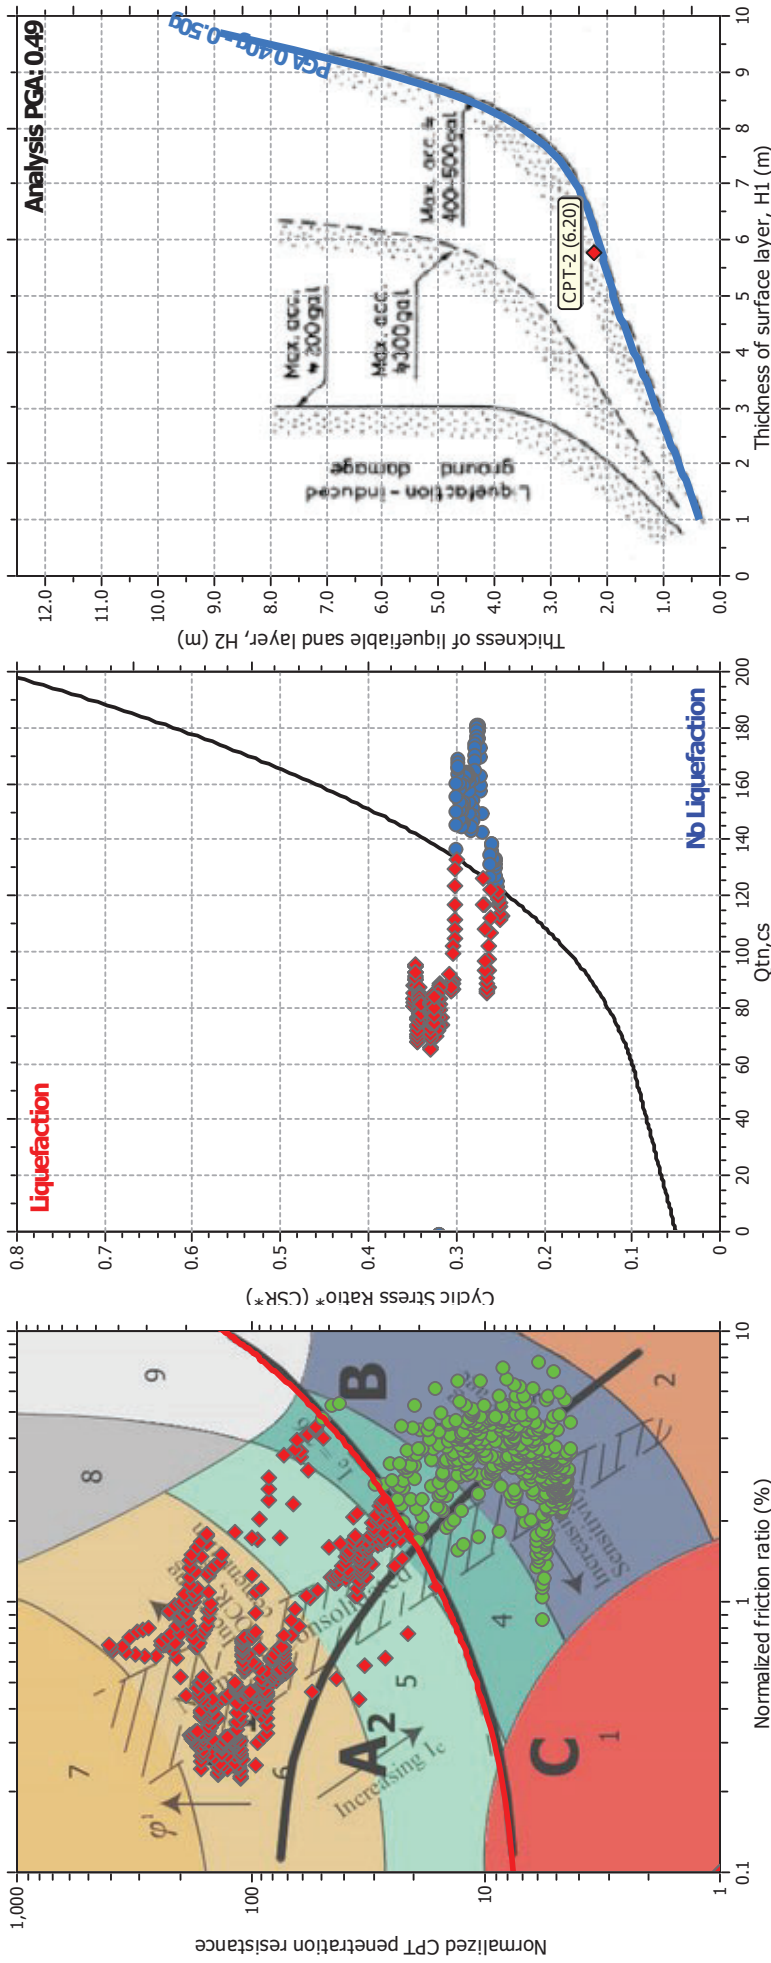 Analysis PGA: 0.49
PGA 0.40g - 0.50g
Max. acc. ≒
400~500gal
Max. acc.
≒300gal
Max. acc.
≒ 200gal
Liquefaction - induced
ground damage
CPT-2 (6.20)
12.0
11.0
10.0
9.0
8.0
7.0
6.0
5.0
4.0
3.0
2.0
1.0
0.0
0 1 2 3 4 5 6 7 8 9 10
Thickness of surface layer, H1 (m)
Thickness of liquefiable sand layer, H2 (m)
Liquefaction
No Liquefaction
0.8
0.7
0.6
0.5
0.4
0.3
0.2
0.1
0
0 20 40 60 80 100 120 140 160 180 200
Qtn,cs
Cyclic Stress Ratio* (CSR*)
1,000
100
10
1
0.1 1 10
Normalized friction ratio (%)
Normalized CPT penetration resistance
7
8
9
6
5
4
1
2
A2
B
C
φ'
Increasing Ic
Increasing
Sensitivity